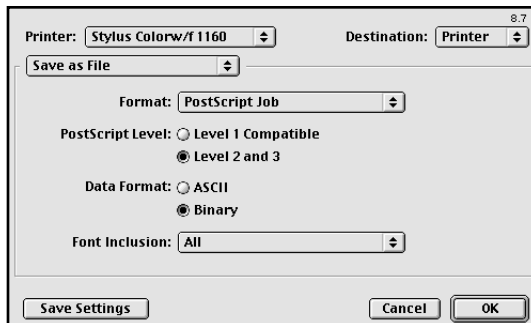 8.7
Printer: Stylus Colorw/f 1160 Destination: Printer
Save as File
Format: PostScript Job
PostScript Level: Level 1 Compatible
Level 2 and 3
Data Format: ASCII
Binary
Font Inclusion: All
Save Settings Cancel OK